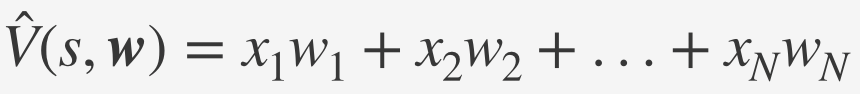 V̂(s, w) = x₁w₁ + x₂w₂ + . . . + x_N w_N